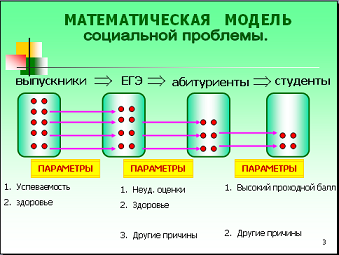 МАТЕМАТИЧЕСКАЯ МОДЕЛЬ
социальной проблемы.
выпускники ⇒ ЕГЭ ⇒ абитуриенты ⇒ студенты
ПАРАМЕТРЫ ПАРАМЕТРЫ ПАРАМЕТРЫ
1. Успеваемость
2. здоровье
1. Неуд. оценки
2. Здоровье
3. Другие причины
1. Высокий проходной балл
2. Другие причины
3